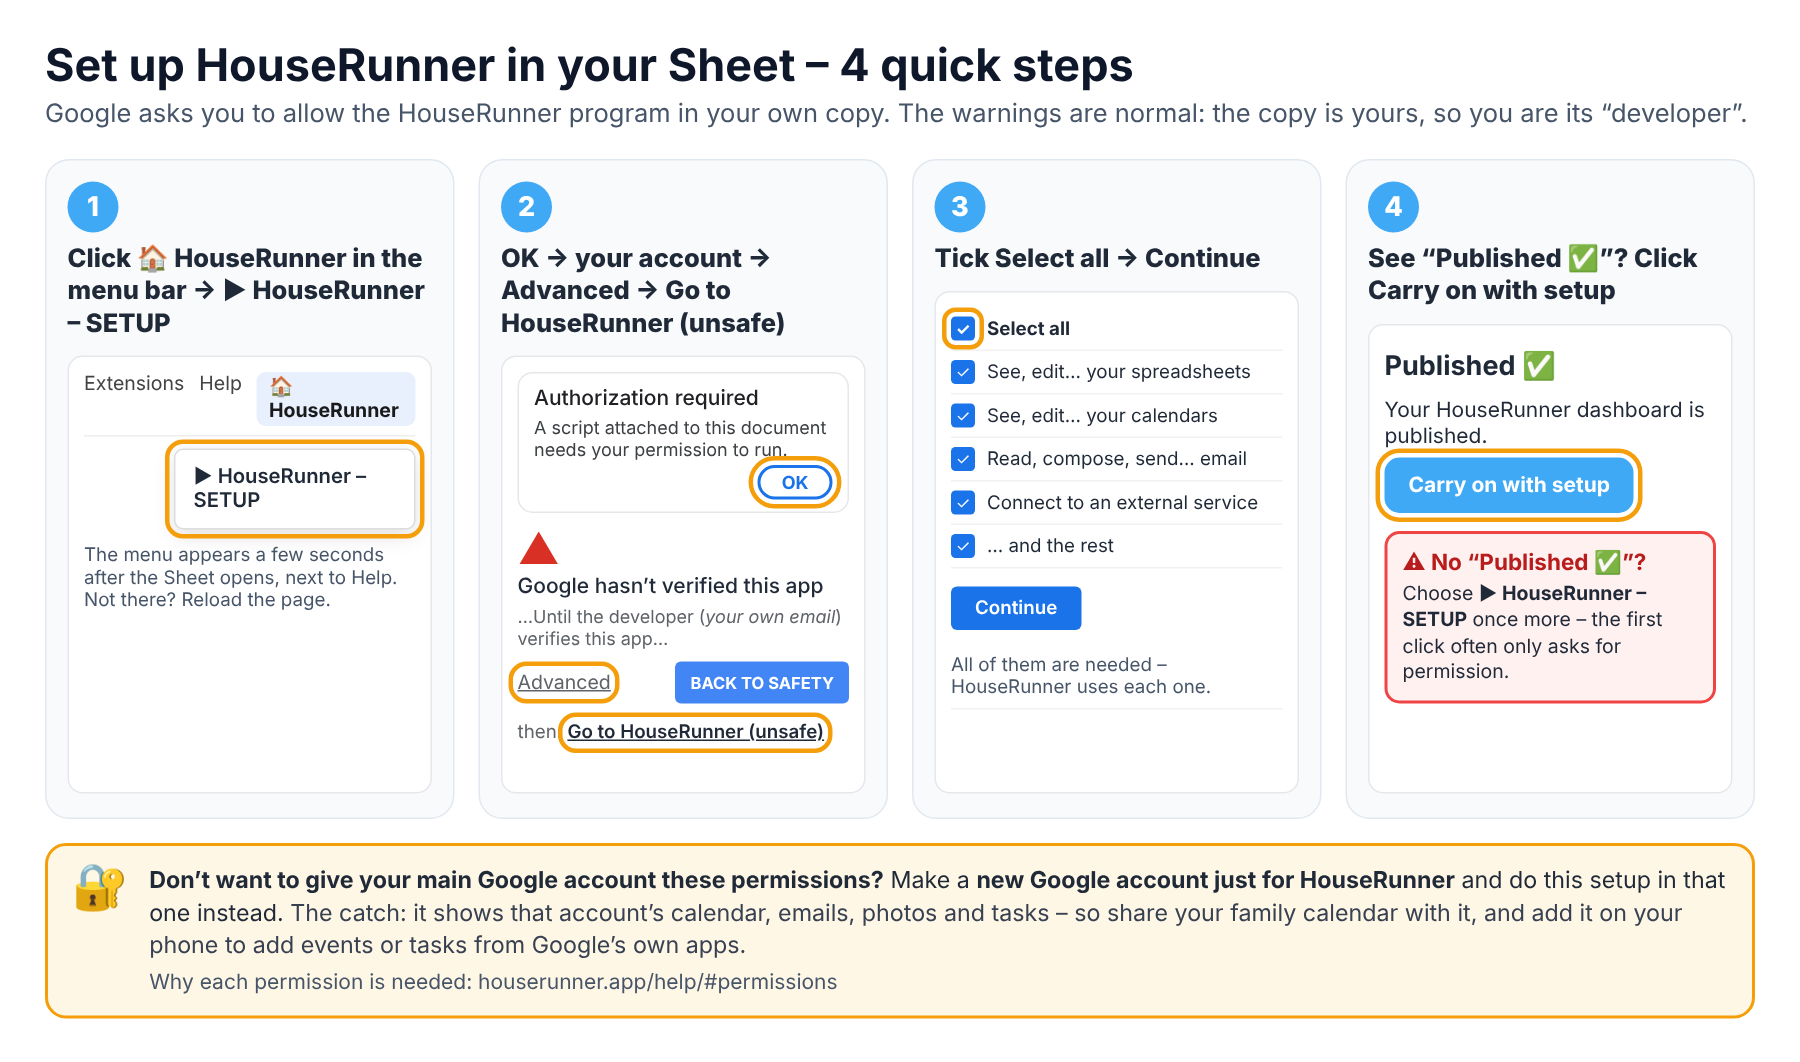 Set up HouseRunner in your Sheet – 4 quick steps
Google asks you to allow the HouseRunner program in your own copy. The warnings are normal: the copy is yours, so you are its “developer”.
1
Click 🏠 HouseRunner in the
menu bar → ▶ HouseRunner
– SETUP
Extensions Help 🏠
HouseRunner
▶ HouseRunner –
SETUP
The menu appears a few seconds
after the Sheet opens, next to Help.
Not there? Reload the page.
2
OK → your account →
Advanced → Go to
HouseRunner (unsafe)
Authorization required
A script attached to this document
needs your permission to run.
OK
Google hasn’t verified this app
...Until the developer (your own email)
verifies this app...
Advanced
BACK TO SAFETY
then Go to HouseRunner (unsafe)
3
Tick Select all → Continue
Select all
See, edit... your spreadsheets
See, edit... your calendars
Read, compose, send... email
Connect to an external service
... and the rest
Continue
All of them are needed –
HouseRunner uses each one.
4
See “Published ✅”? Click
Carry on with setup
Published ✅
Your HouseRunner dashboard is
published.
Carry on with setup
⚠ No “Published ✅”?
Choose ▶ HouseRunner –
SETUP once more – the first
click often only asks for
permission.
Don’t want to give your main Google account these permissions? Make a new Google account just for HouseRunner and do this setup in that
one instead. The catch: it shows that account’s calendar, emails, photos and tasks – so share your family calendar with it, and add it on your
phone to add events or tasks from Google’s own apps.
Why each permission is needed: houserunner.app/help/#permissions